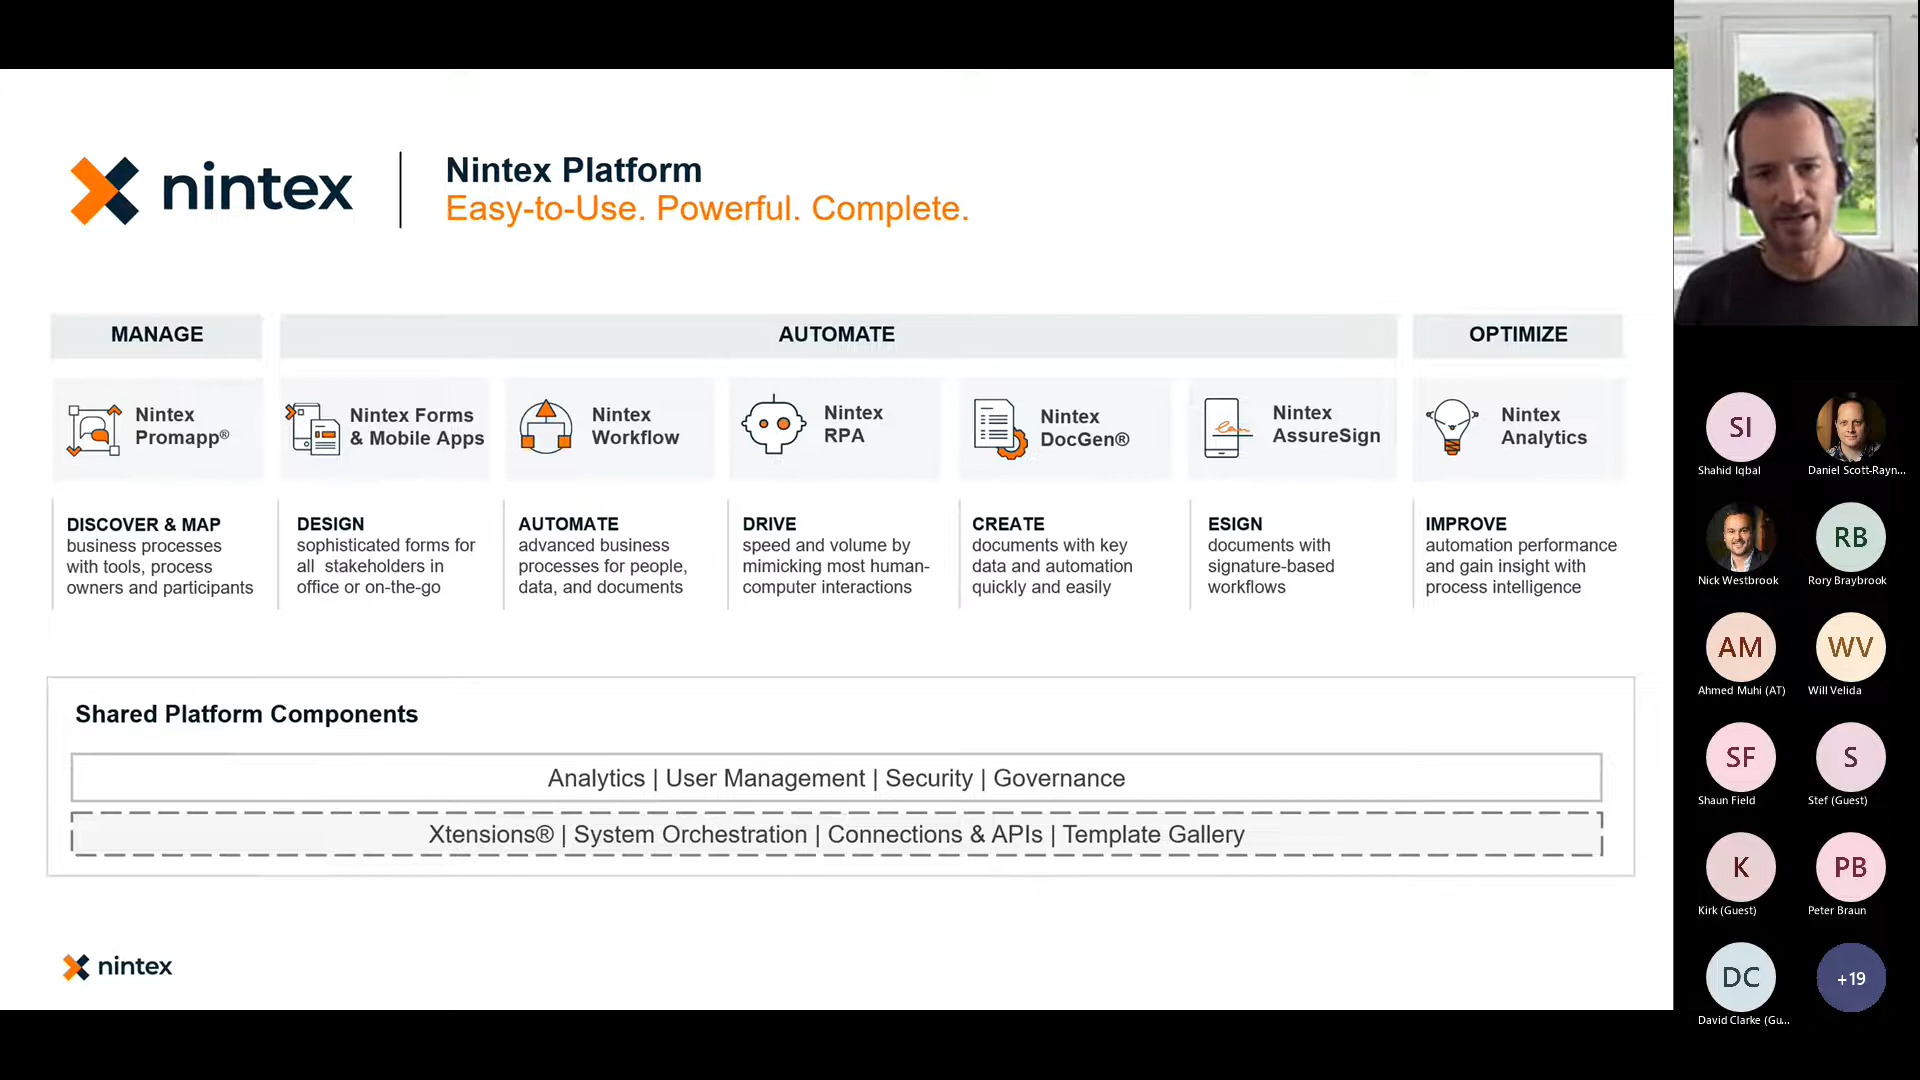 nintex
Nintex Platform
Easy-to-Use. Powerful. Complete.
MANAGE
AUTOMATE
OPTIMIZE
Nintex
Promapp®
Nintex Forms
& Mobile Apps
Nintex
Workflow
Nintex
RPA
Nintex
DocGen®
Nintex
AssureSign
Nintex
Analytics
DISCOVER & MAP
business processes
with tools, process
owners and participants
DESIGN
sophisticated forms for
all stakeholders in
office or on-the-go
AUTOMATE
advanced business
processes for people,
data, and documents
DRIVE
speed and volume by
mimicking most human-
computer interactions
CREATE
documents with key
data and automation
quickly and easily
ESIGN
documents with
signature-based
workflows
IMPROVE
automation performance
and gain insight with
process intelligence
Shared Platform Components
Analytics | User Management | Security | Governance
Xtensions® | System Orchestration | Connections & APIs | Template Gallery
nintex
SI
Shahid Iqbal
Daniel Scott-Rayn...
Nick Westbrook
RB
Rory Braybrook
AM
Ahmed Muhi (AT)
WV
Will Velida
SF
Shaun Field
S
Stef (Guest)
K
Kirk (Guest)
PB
Peter Braun
DC
David Clarke (Gu...
+19